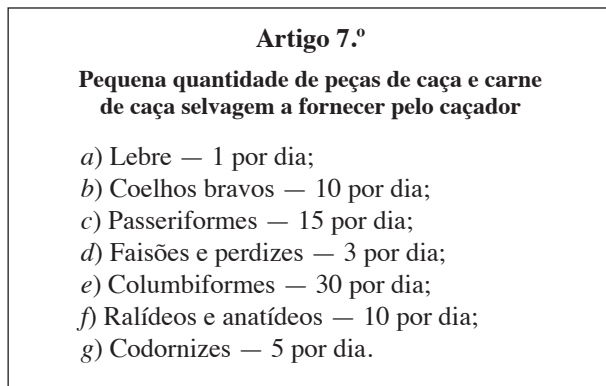 Artigo 7.º
Pequena quantidade de peças de caça e carne
de caça selvagem a fornecer pelo caçador
a) Lebre — 1 por dia;
b) Coelhos bravos — 10 por dia;
c) Passeriformes — 15 por dia;
d) Faisões e perdizes — 3 por dia;
e) Columbiformes — 30 por dia;
f) Ralídeos e anatídeos — 10 por dia;
g) Codornizes — 5 por dia.